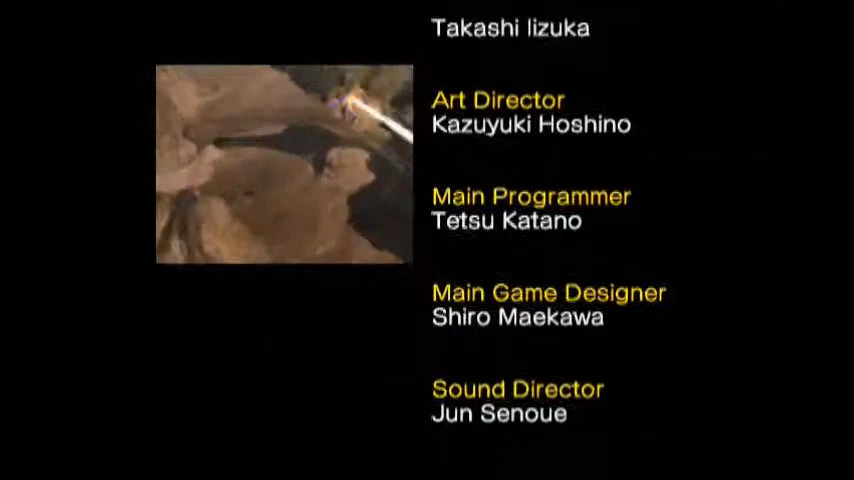 Takashi Iizuka
Art Director
Kazuyuki Hoshino
Main Programmer
Tetsu Katano
Main Game Designer
Shiro Maekawa
Sound Director
Jun Senoue